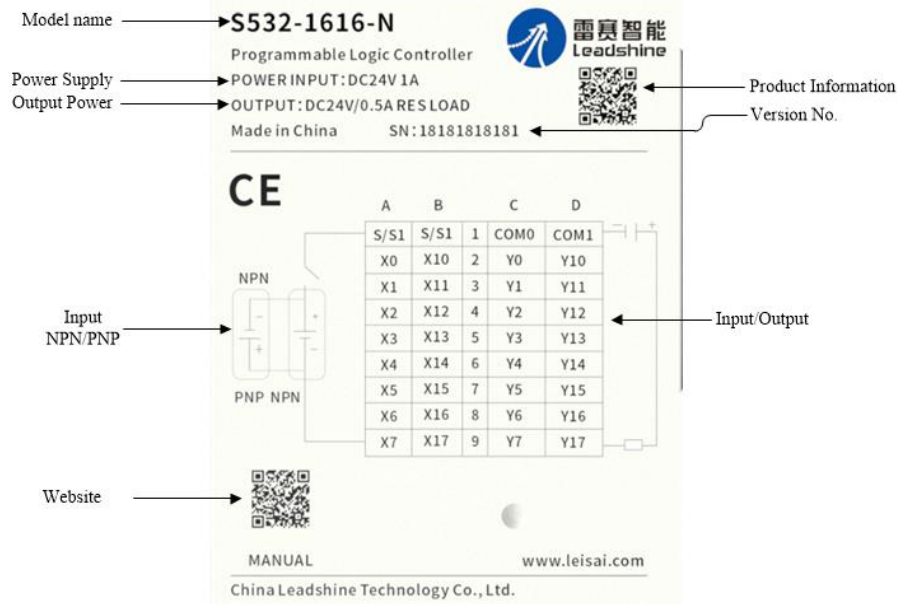 Model name
S532-1616-N
雷赛智能
Leadshine
Programmable Logic Controller
Power Supply
POWER INPUT:DC24V 1A
Output Power
OUTPUT:DC24V/0.5A RES LOAD
Product Information
Made in China SN:18181818181
Version No.
CE
A B C D
S/S1 S/S1 1 COM0 COM1
X0 X10 2 Y0 Y10
X1 X11 3 Y1 Y11
X2 X12 4 Y2 Y12
X3 X13 5 Y3 Y13
X4 X14 6 Y4 Y14
X5 X15 7 Y5 Y15
X6 X16 8 Y6 Y16
X7 X17 9 Y7 Y17
- +
NPN
- +
+ -
PNP NPN
Input
NPN/PNP
Input/Output
Website
MANUAL www.leisai.com
China Leadshine Technology Co., Ltd.